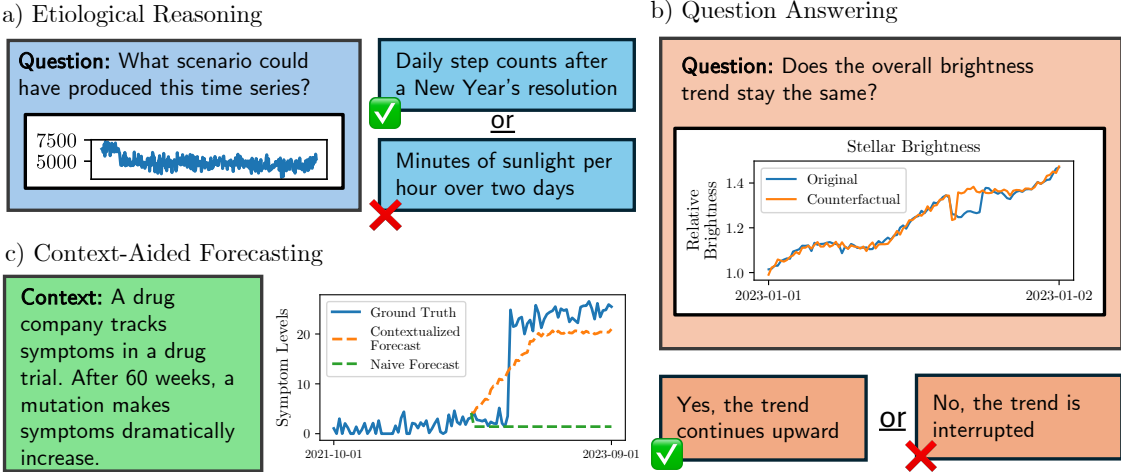 a) Etiological Reasoning
Question: What scenario could
have produced this time series?
7500
5000
Daily step counts after
a New Year's resolution
or
Minutes of sunlight per
hour over two days
b) Question Answering
Question: Does the overall brightness
trend stay the same?
Stellar Brightness
Relative
Brightness
1.4
1.2
1.0
Original
Counterfactual
2023-01-01
2023-01-02
Yes, the trend
continues upward
or
No, the trend is
interrupted
c) Context-Aided Forecasting
Context: A drug
company tracks
symptoms in a drug
trial. After 60 weeks, a
mutation makes
symptoms dramatically
increase.
Symptom Levels
20
10
0
Ground Truth
Contextualized
Forecast
Naive Forecast
2021-10-01
2023-09-01